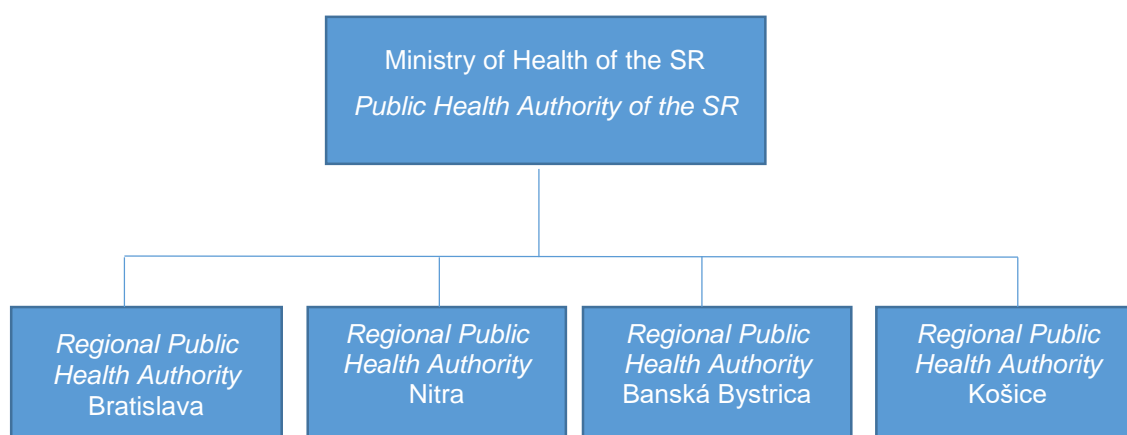 Ministry of Health of the SR
Public Health Authority of the SR
Regional Public
Health Authority
Bratislava
Regional Public
Health Authority
Nitra
Regional Public
Health Authority
Banská Bystrica
Regional Public
Health Authority
Košice